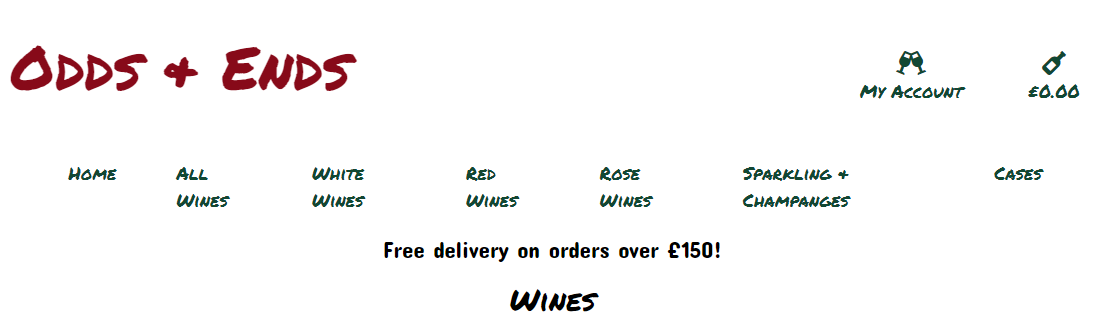 Odds & Ends
My Account
£0.00
Home
All
Wines
White
Wines
Red
Wines
Rose
Wines
Sparkling &
Champanges
Cases
Free delivery on orders over £150!
Wines